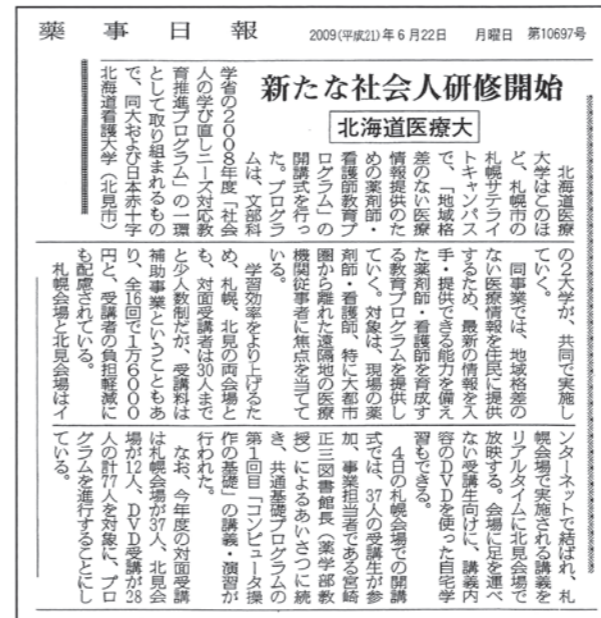 薬事日報
2009(平成21)年6月22日 月曜日 第10697号
新たな社会人研修開始
北海道医療大
北海道医療
大学はこのほ
ど、札幌市の
札幌サテライ
トキャンパス
で、「地域格
差のない医療
情報提供のた
めの薬剤師・
看護師教育プ
ログラム」の
開講式を行っ
た。プログラ
ムは、文部科
学省の2008年度「社会
人の学び直しニーズ対応教
育推進プログラム」の一環
として取り組まれるもの
で、同大および日本赤十字
北海道看護大学(北見市)
の2大学が、共同で実施し
ていく。
同事業では、地域格差の
ない医療情報を住民に提供
するため、最新の情報を入
手・提供できる能力を備え
た薬剤師・看護師を育成す
る教育プログラムを提供し
ていく。対象は、現場の薬
剤師・看護師、特に大都市
圏から離れた遠隔地の医療
機関従事者に焦点を当てて
いる。
学習効率をより上げるた
め、札幌、北見の両会場と
も、対面受講者は30人まで
と少人数制だが、受講料は
補助事業ということもあ
り、全16回で1万6000
円と、受講者の負担軽減に
も配慮されている。
札幌会場と北見会場はイ
ンターネットで結ばれ、札
幌会場で実施される講義を
リアルタイムに北見会場で
放映する。会場に足を運べ
ない受講生向けに、講義内
容のDVDを使った自宅学
習もできる。
4日の札幌会場での開講
式では、37人の受講生が参
加、事業担当者である宮崎
正三図書館長(薬学部教
授)によるあいさつに続
き、共通基礎プログラムの
第1回目「コンピュータ操
作の基礎」の講義・演習が
行われた。
なお、今年度の対面受講
は札幌会場が37人、北見会
場が12人、DVD受講が28
人の計77人を対象に、プロ
グラムを進行することにし
ている。